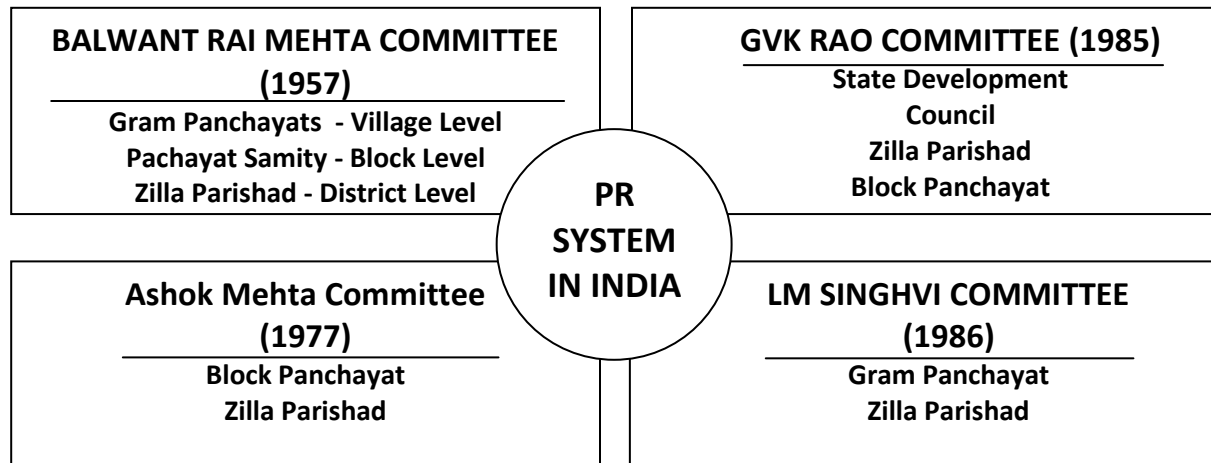 BALWANT RAI MEHTA COMMITTEE
(1957)
Gram Panchayats - Village Level
Pachayat Samity - Block Level
Zilla Parishad - District Level
GVK RAO COMMITTEE (1985)
State Development
Council
Zilla Parishad
Block Panchayat
PR
SYSTEM
IN INDIA
Ashok Mehta Committee
(1977)
Block Panchayat
Zilla Parishad
LM SINGHVI COMMITTEE
(1986)
Gram Panchayat
Zilla Parishad